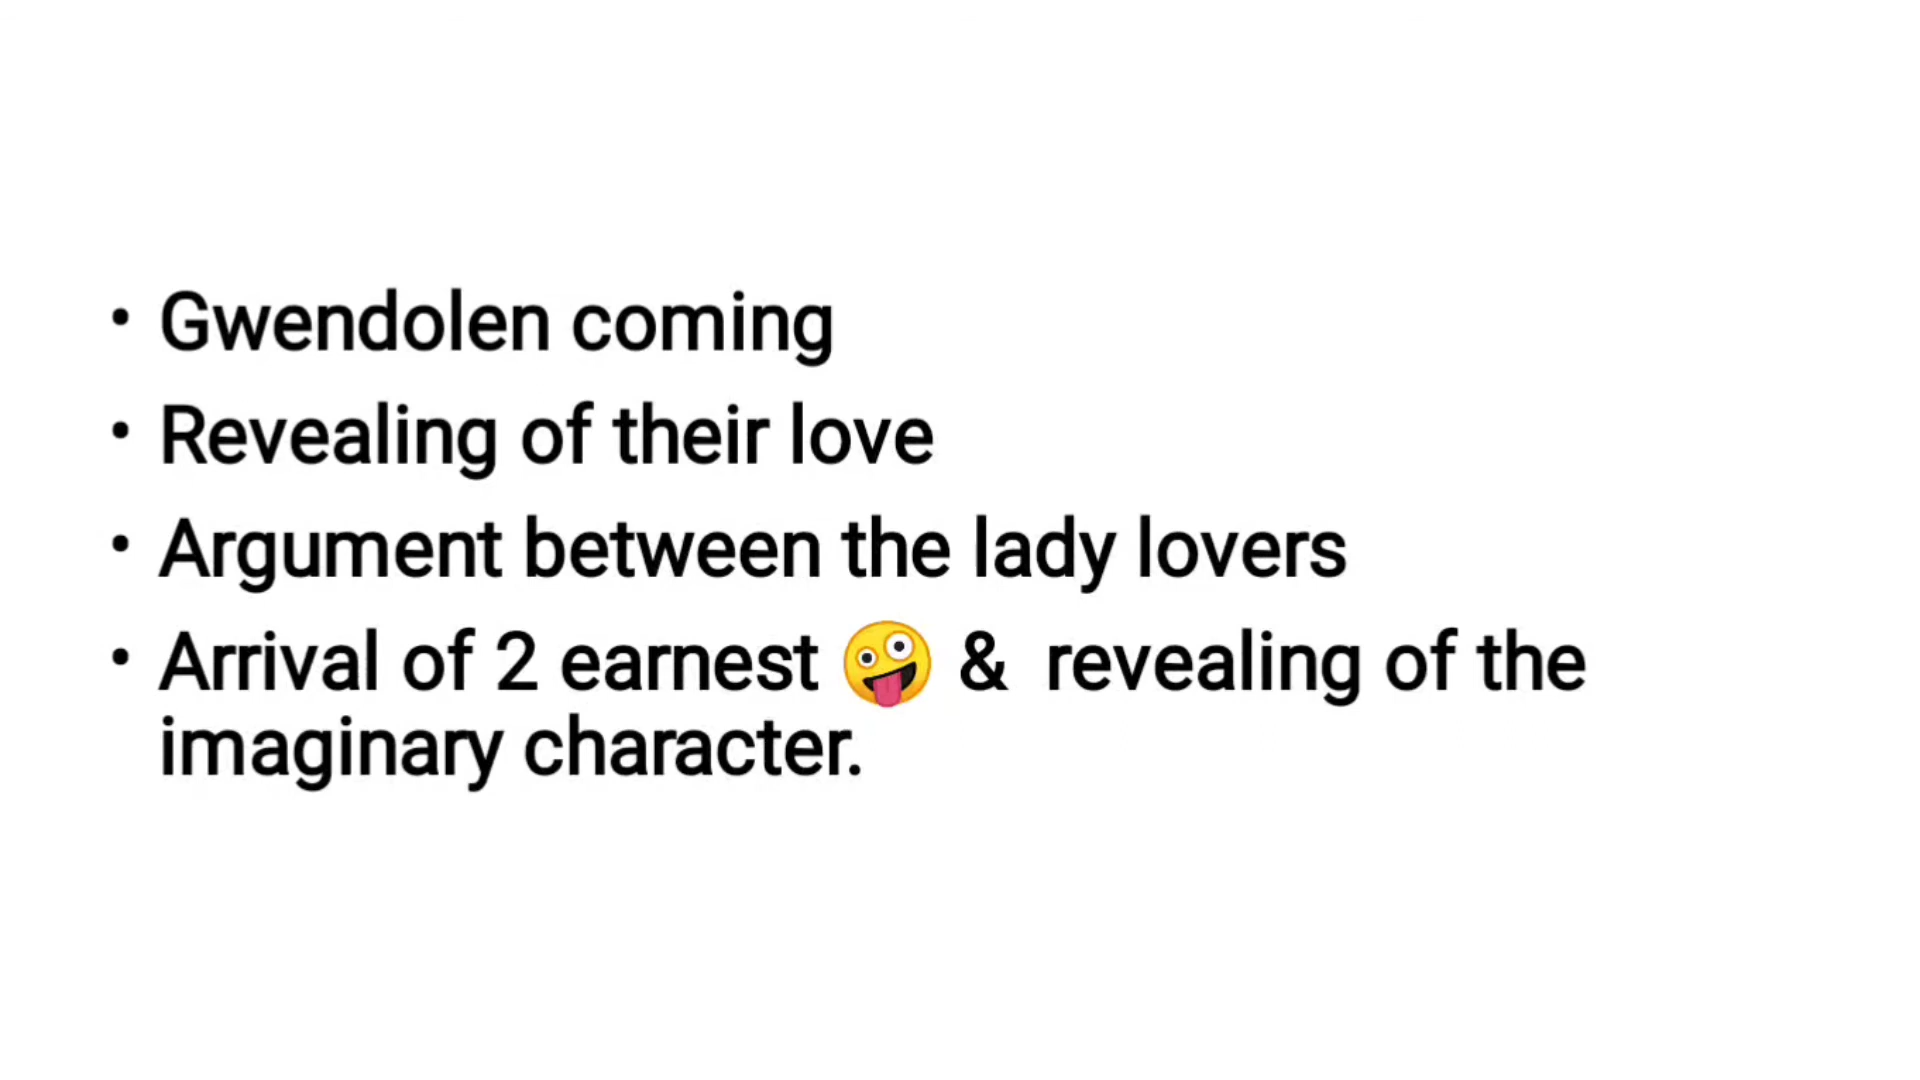 • Gwendolen coming
• Revealing of their love
• Argument between the lady lovers
• Arrival of 2 earnest 🤪 & revealing of the
imaginary character.